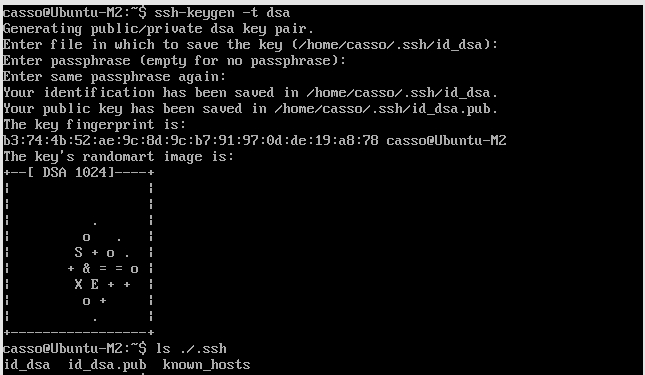 casso@Ubuntu-M2:~$ ssh-keygen -t dsa
Generating public/private dsa key pair.
Enter file in which to save the key (/home/casso/.ssh/id_dsa):
Enter passphrase (empty for no passphrase):
Enter same passphrase again:
Your identification has been saved in /home/casso/.ssh/id_dsa.
Your public key has been saved in /home/casso/.ssh/id_dsa.pub.
The key fingerprint is:
b3:74:4b:52:ae:9c:8d:9c:b7:91:97:0d:de:19:a8:78 casso@Ubuntu-M2
The key's randomart image is:
+--[ DSA 1024]----+
|                 |
|                 |
|          .      |
|         o   .   |
|        S + o .  |
|       + & = = o |
|        X E + +  |
|         o +     |
|          .      |
+-----------------+
casso@Ubuntu-M2:~$ ls ./.ssh
id_dsa  id_dsa.pub  known_hosts